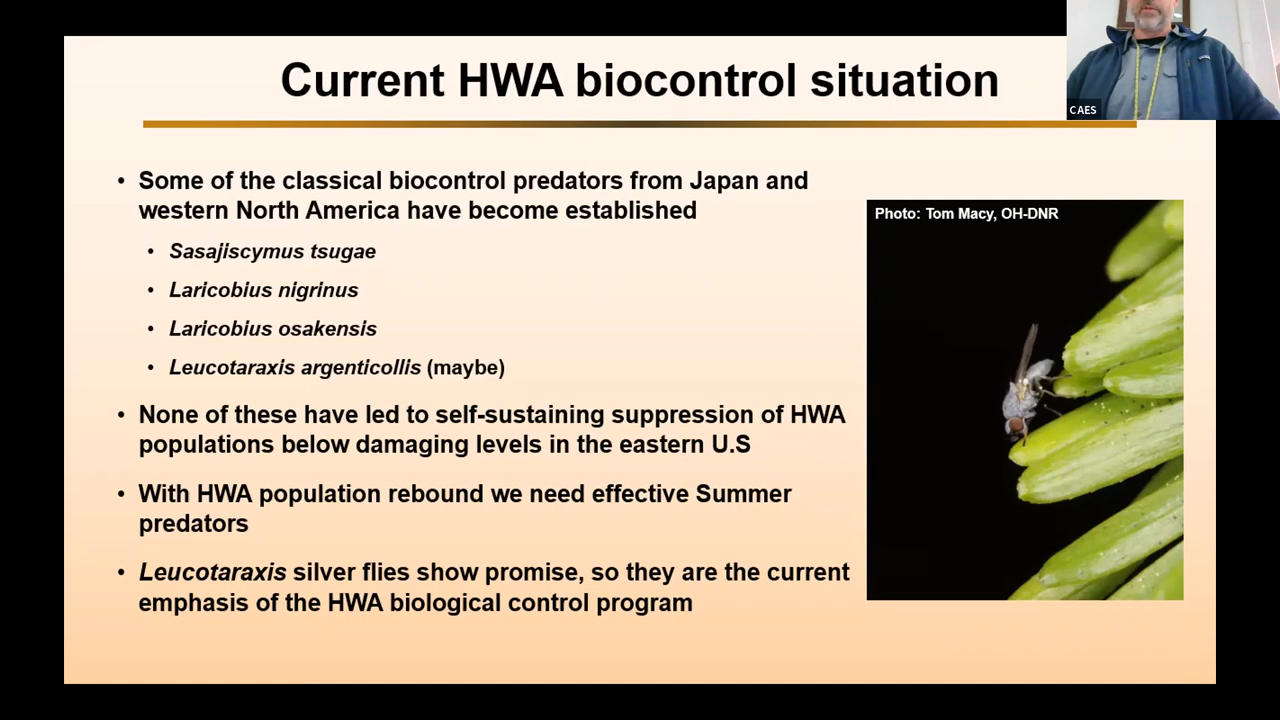 Current HWA biocontrol situation
CAES
• Some of the classical biocontrol predators from Japan and
western North America have become established
• Sasajiscymus tsugae
• Laricobius nigrinus
• Laricobius osakensis
• Leucotaraxis argenticollis (maybe)
• None of these have led to self-sustaining suppression of HWA
populations below damaging levels in the eastern U.S
• With HWA population rebound we need effective Summer
predators
• Leucotaraxis silver flies show promise, so they are the current
emphasis of the HWA biological control program
Photo: Tom Macy, OH-DNR